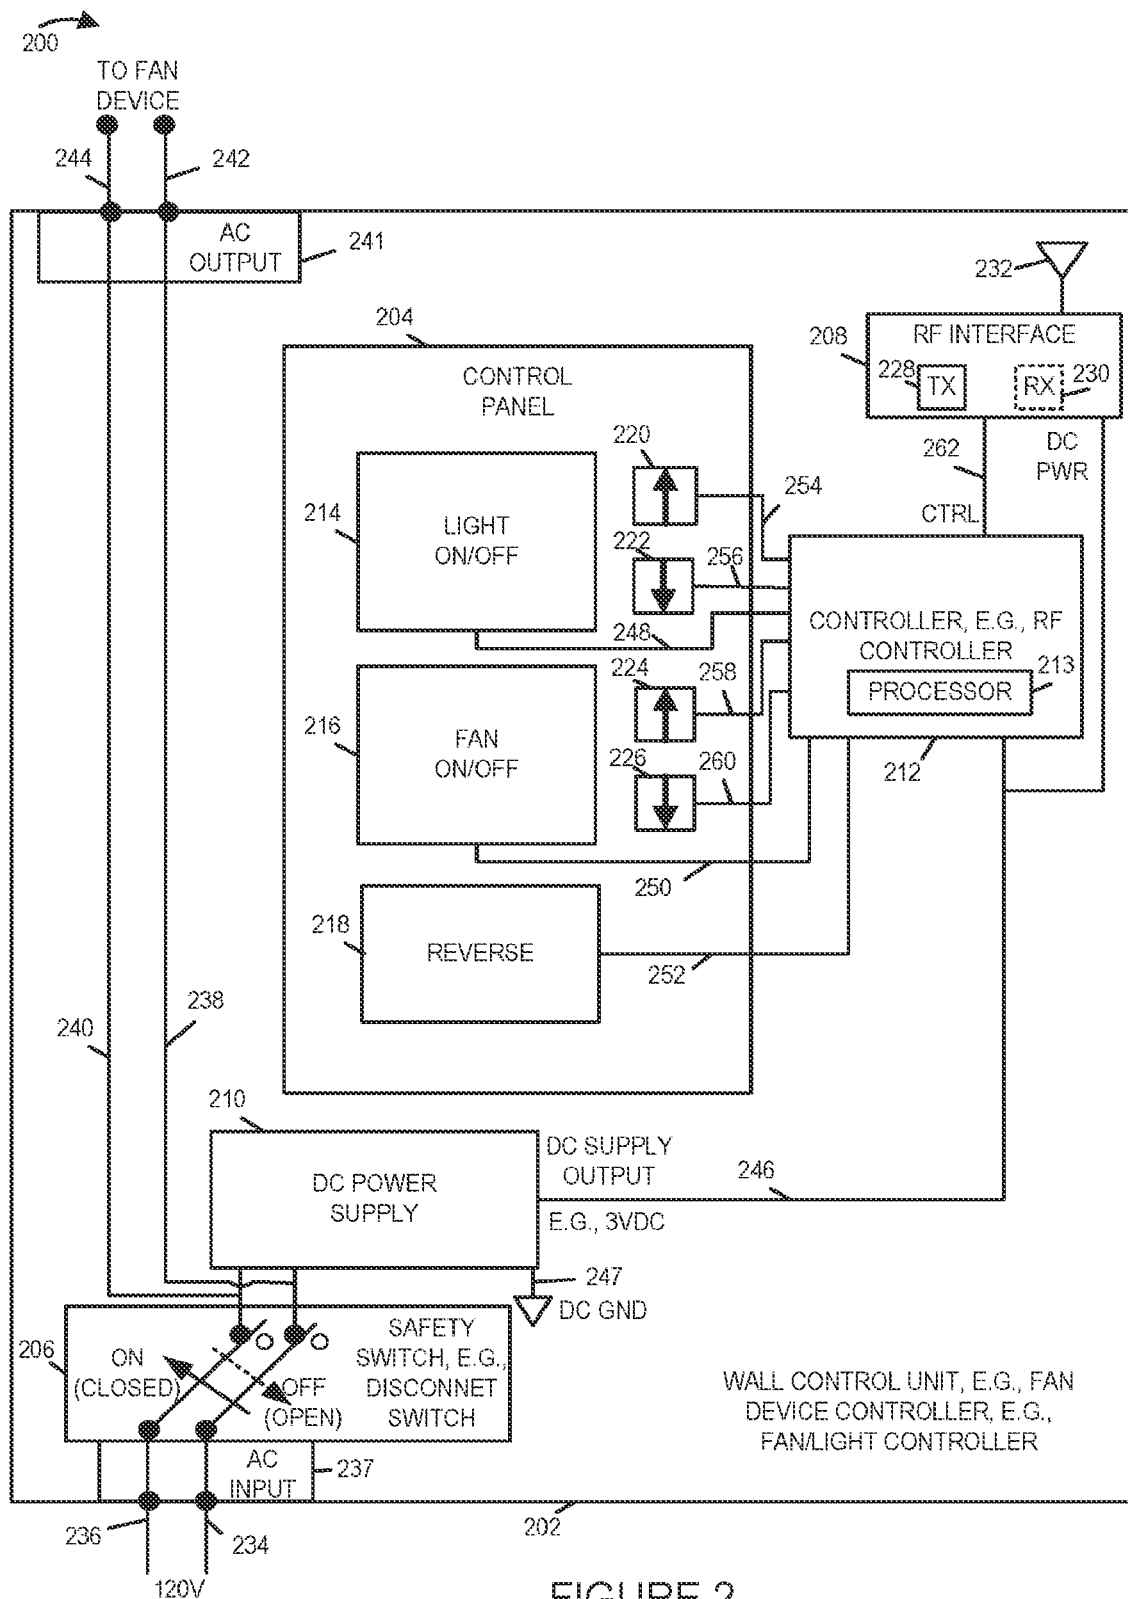 200
TO FAN
DEVICE
244
242
AC
OUTPUT
241
232
204
208
RF INTERFACE
228
TX
RX
230
CONTROL
PANEL
220
262
DC
PWR
254
CTRL
214
LIGHT
ON/OFF
222
256
248
CONTROLLER, E.G., RF
CONTROLLER
213
PROCESSOR
224
258
216
FAN
ON/OFF
226
260
212
250
218
REVERSE
252
240
238
210
DC POWER
SUPPLY
DC SUPPLY
OUTPUT
246
E.G., 3VDC
247
DC GND
206
ON
(CLOSED)
OFF
(OPEN)
SAFETY
SWITCH, E.G.,
DISCONNET
SWITCH
WALL CONTROL UNIT, E.G., FAN
DEVICE CONTROLLER, E.G.,
FAN/LIGHT CONTROLLER
AC
INPUT
237
236
234
202
120V
FIGURE 2